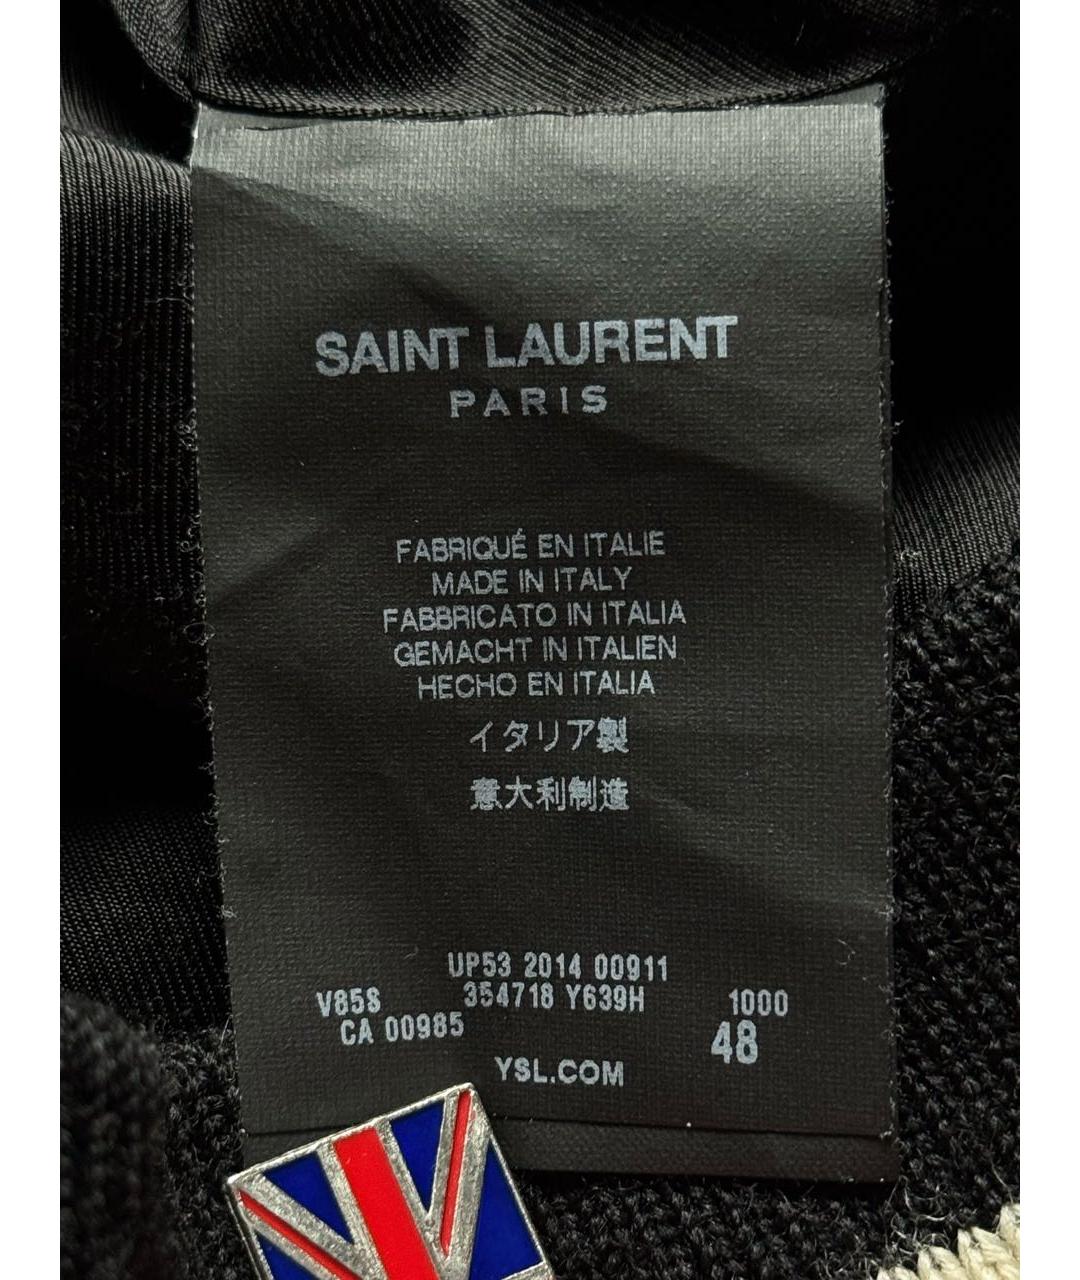 SAINT LAURENT
PARIS
FABRIQUÉ EN ITALIE
MADE IN ITALY
FABBRICATO IN ITALIA
GEMACHT IN ITALIEN
HECHO EN ITALIA
イタリア製
意大利制造
UP53 2014 00911
V85S 354718 Y639H 1000
CA 00985 48
YSL.COM